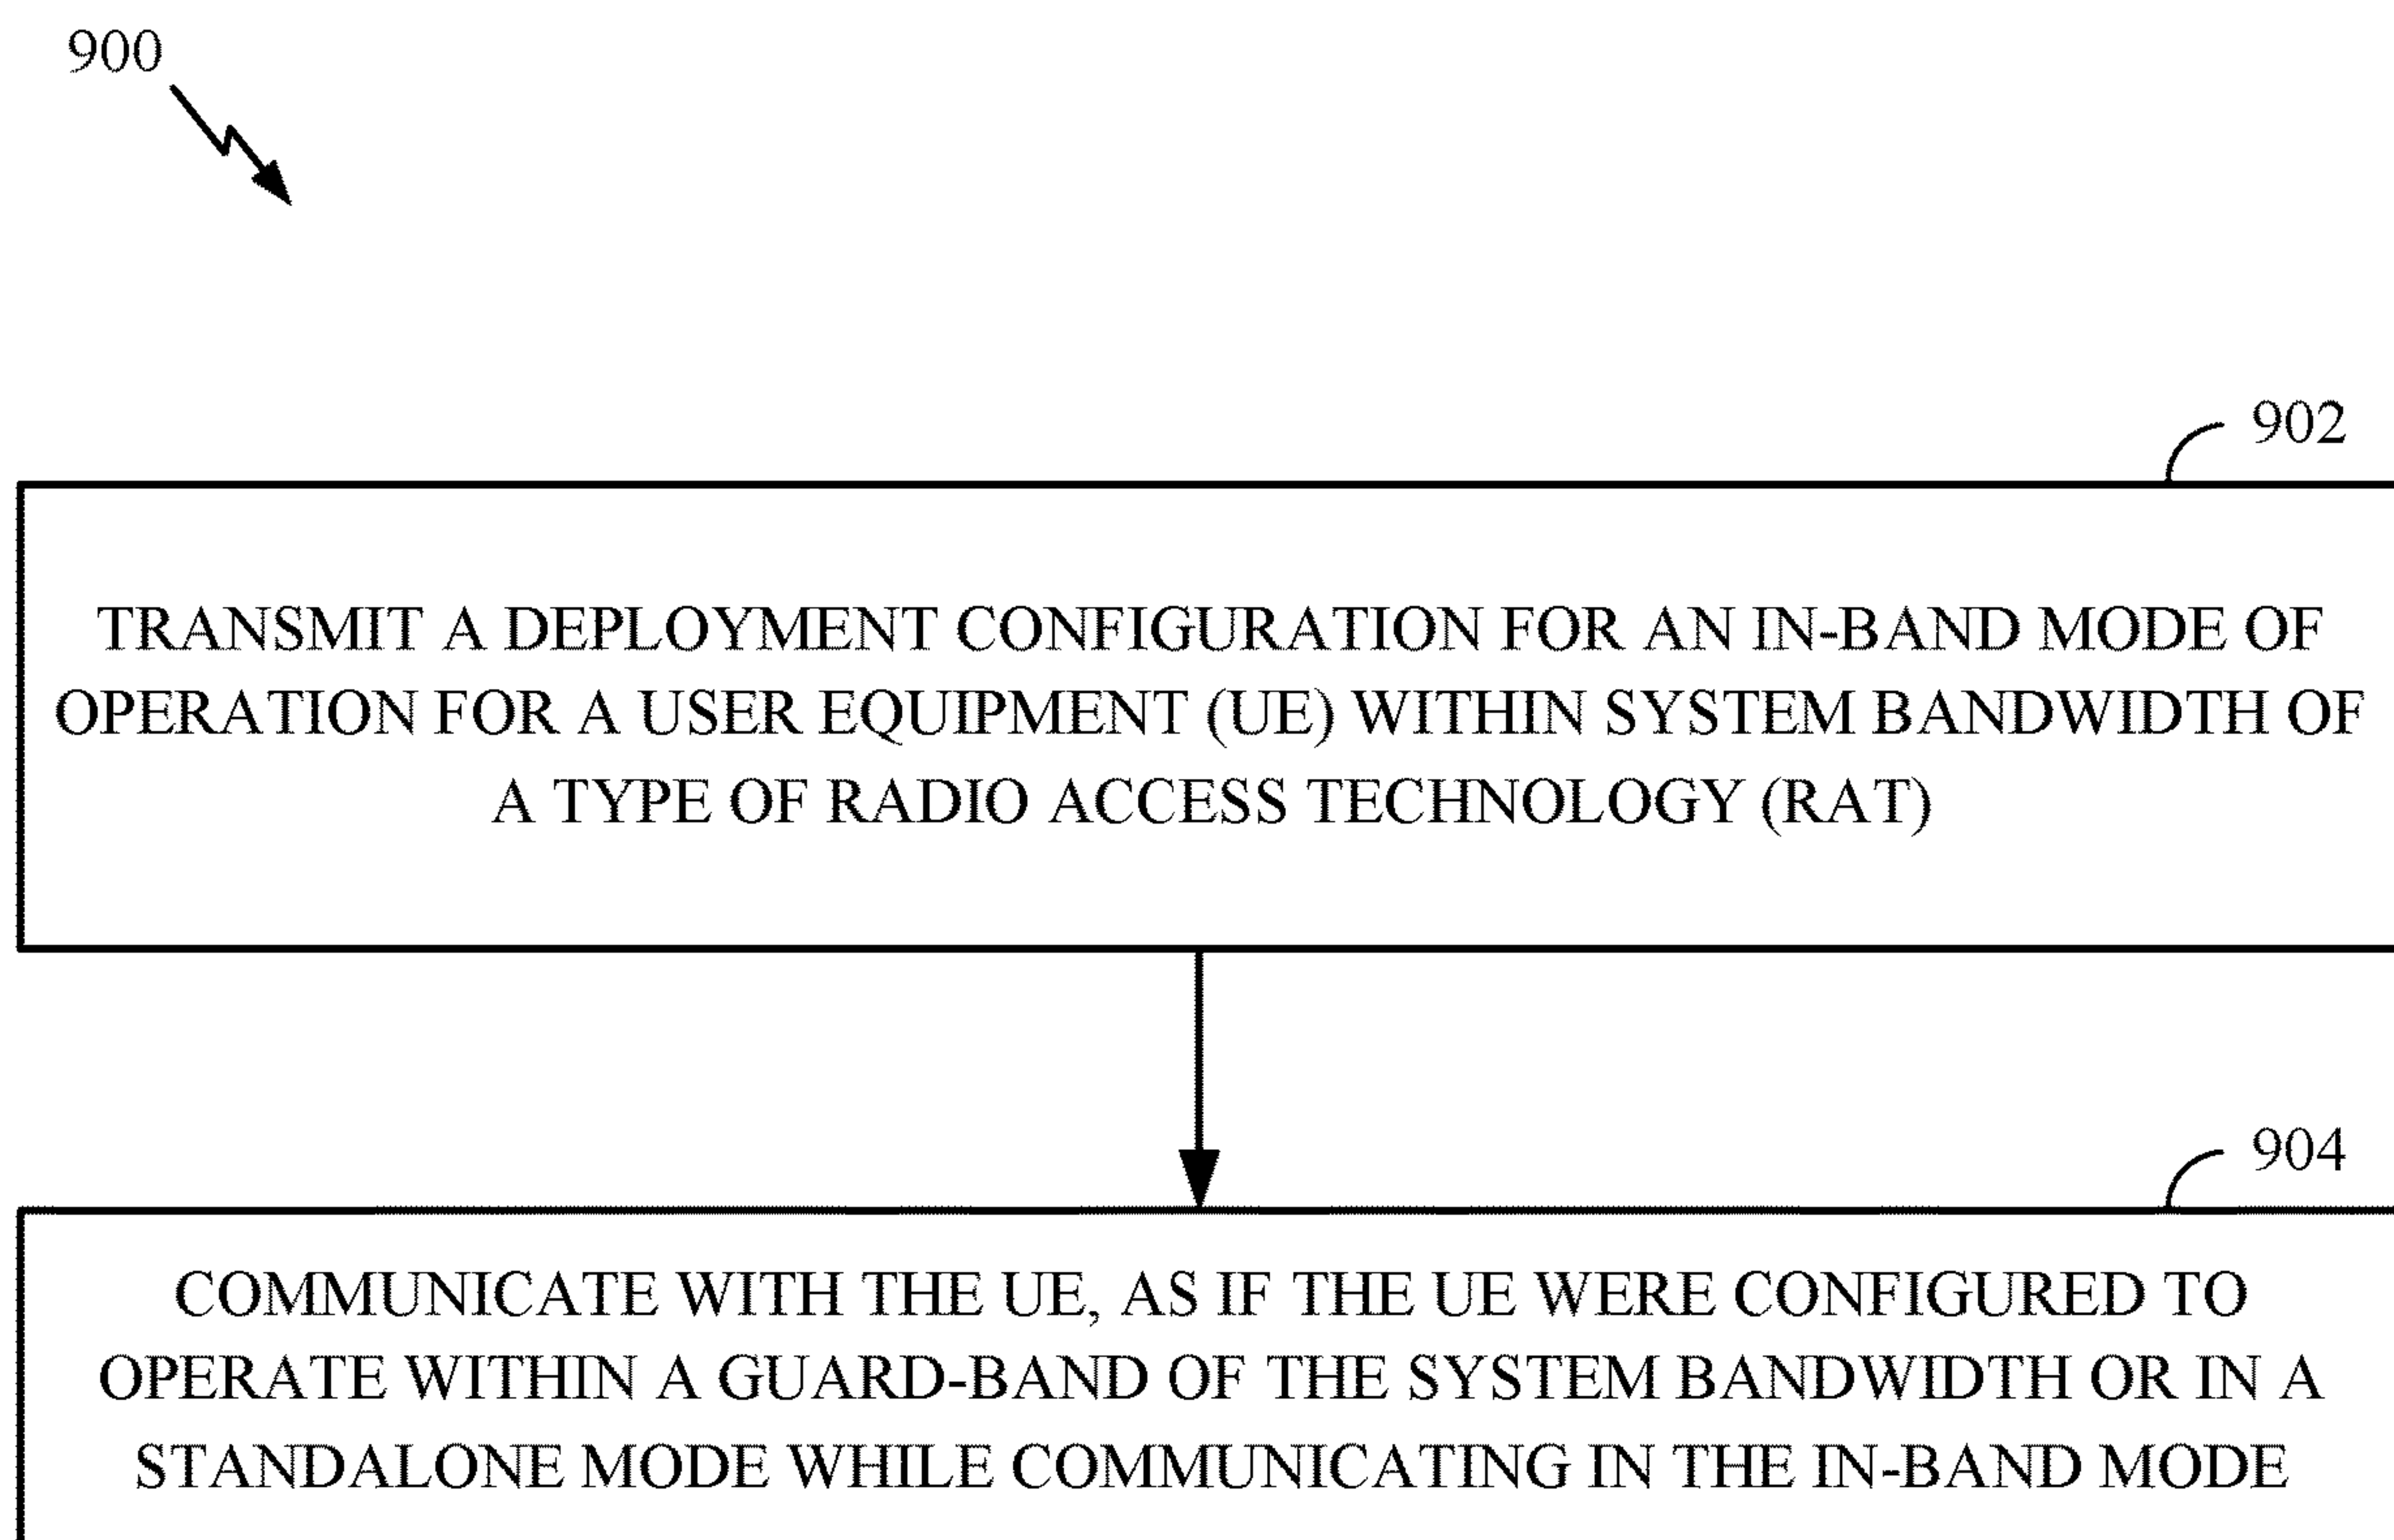 900
902
TRANSMIT A DEPLOYMENT CONFIGURATION FOR AN IN-BAND MODE OF
OPERATION FOR A USER EQUIPMENT (UE) WITHIN SYSTEM BANDWIDTH OF
A TYPE OF RADIO ACCESS TECHNOLOGY (RAT)
904
COMMUNICATE WITH THE UE, AS IF THE UE WERE CONFIGURED TO
OPERATE WITHIN A GUARD-BAND OF THE SYSTEM BANDWIDTH OR IN A
STANDALONE MODE WHILE COMMUNICATING IN THE IN-BAND MODE